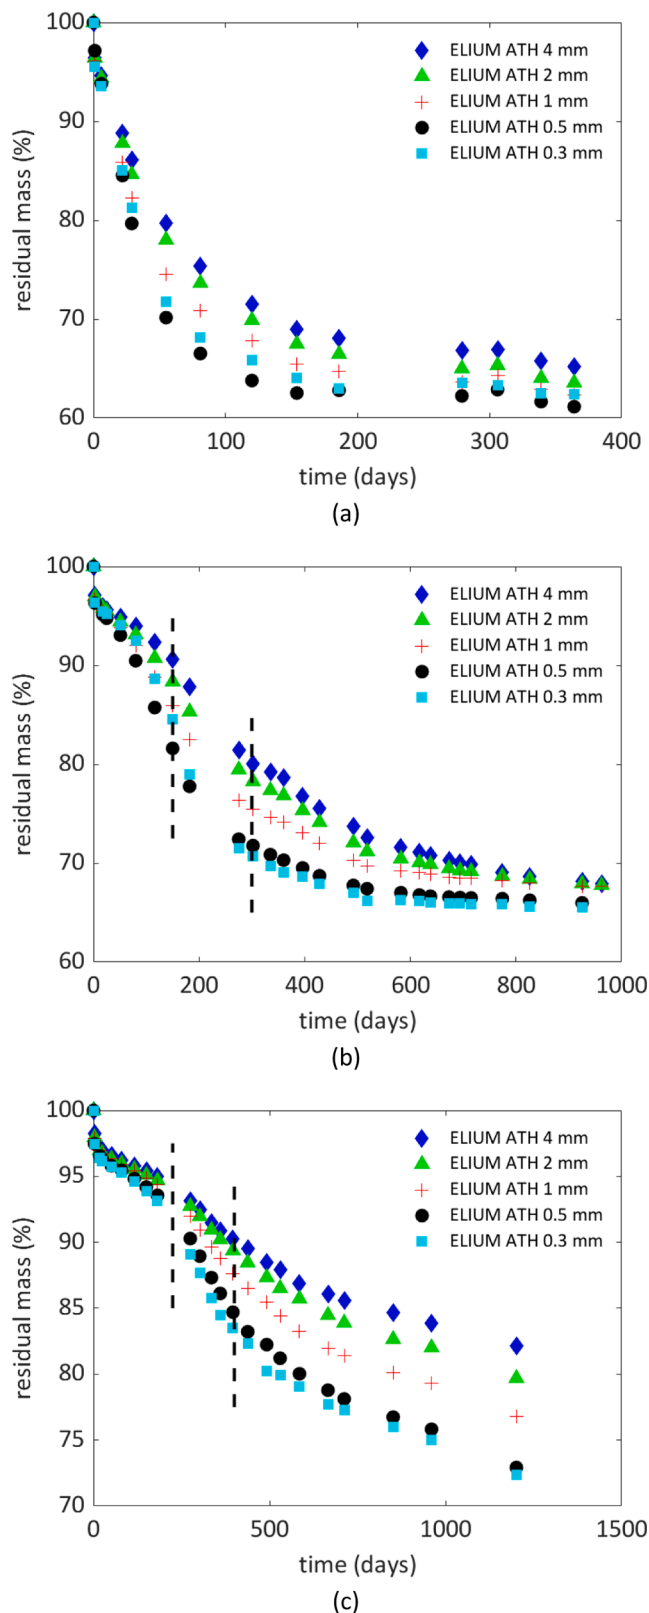 100
90
80
70
60
residual mass (%)
ELIUM ATH 4 mm
ELIUM ATH 2 mm
ELIUM ATH 1 mm
ELIUM ATH 0.5 mm
ELIUM ATH 0.3 mm
0 100 200 300 400
time (days)
(a)
100
90
80
70
60
residual mass (%)
ELIUM ATH 4 mm
ELIUM ATH 2 mm
ELIUM ATH 1 mm
ELIUM ATH 0.5 mm
ELIUM ATH 0.3 mm
0 200 400 600 800 1000
time (days)
(b)
100
95
90
85
80
75
70
residual mass (%)
ELIUM ATH 4 mm
ELIUM ATH 2 mm
ELIUM ATH 1 mm
ELIUM ATH 0.5 mm
ELIUM ATH 0.3 mm
0 500 1000 1500
time (days)
(c)